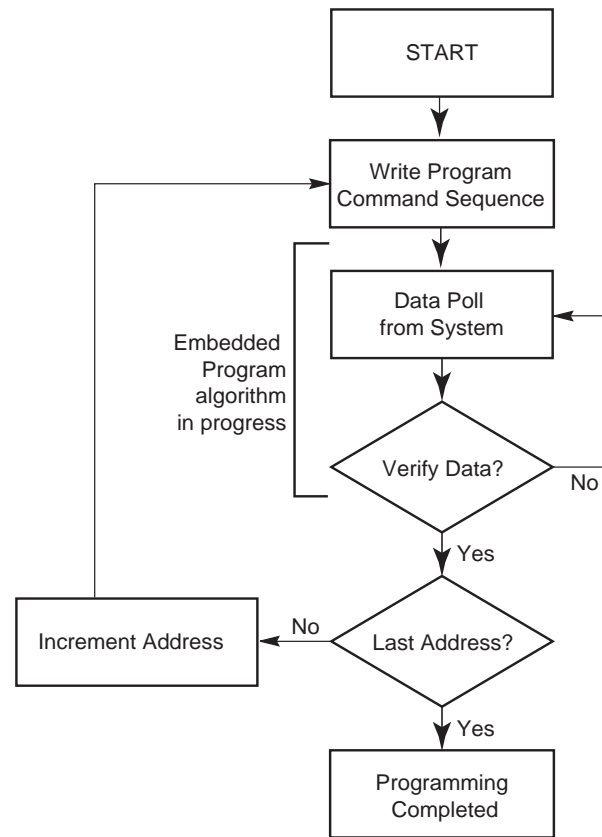 START
Write Program
Command Sequence
Data Poll
from System
Embedded
Program
algorithm
in progress
Verify Data?
No
Yes
Increment Address
No
Last Address?
Yes
Programming
Completed